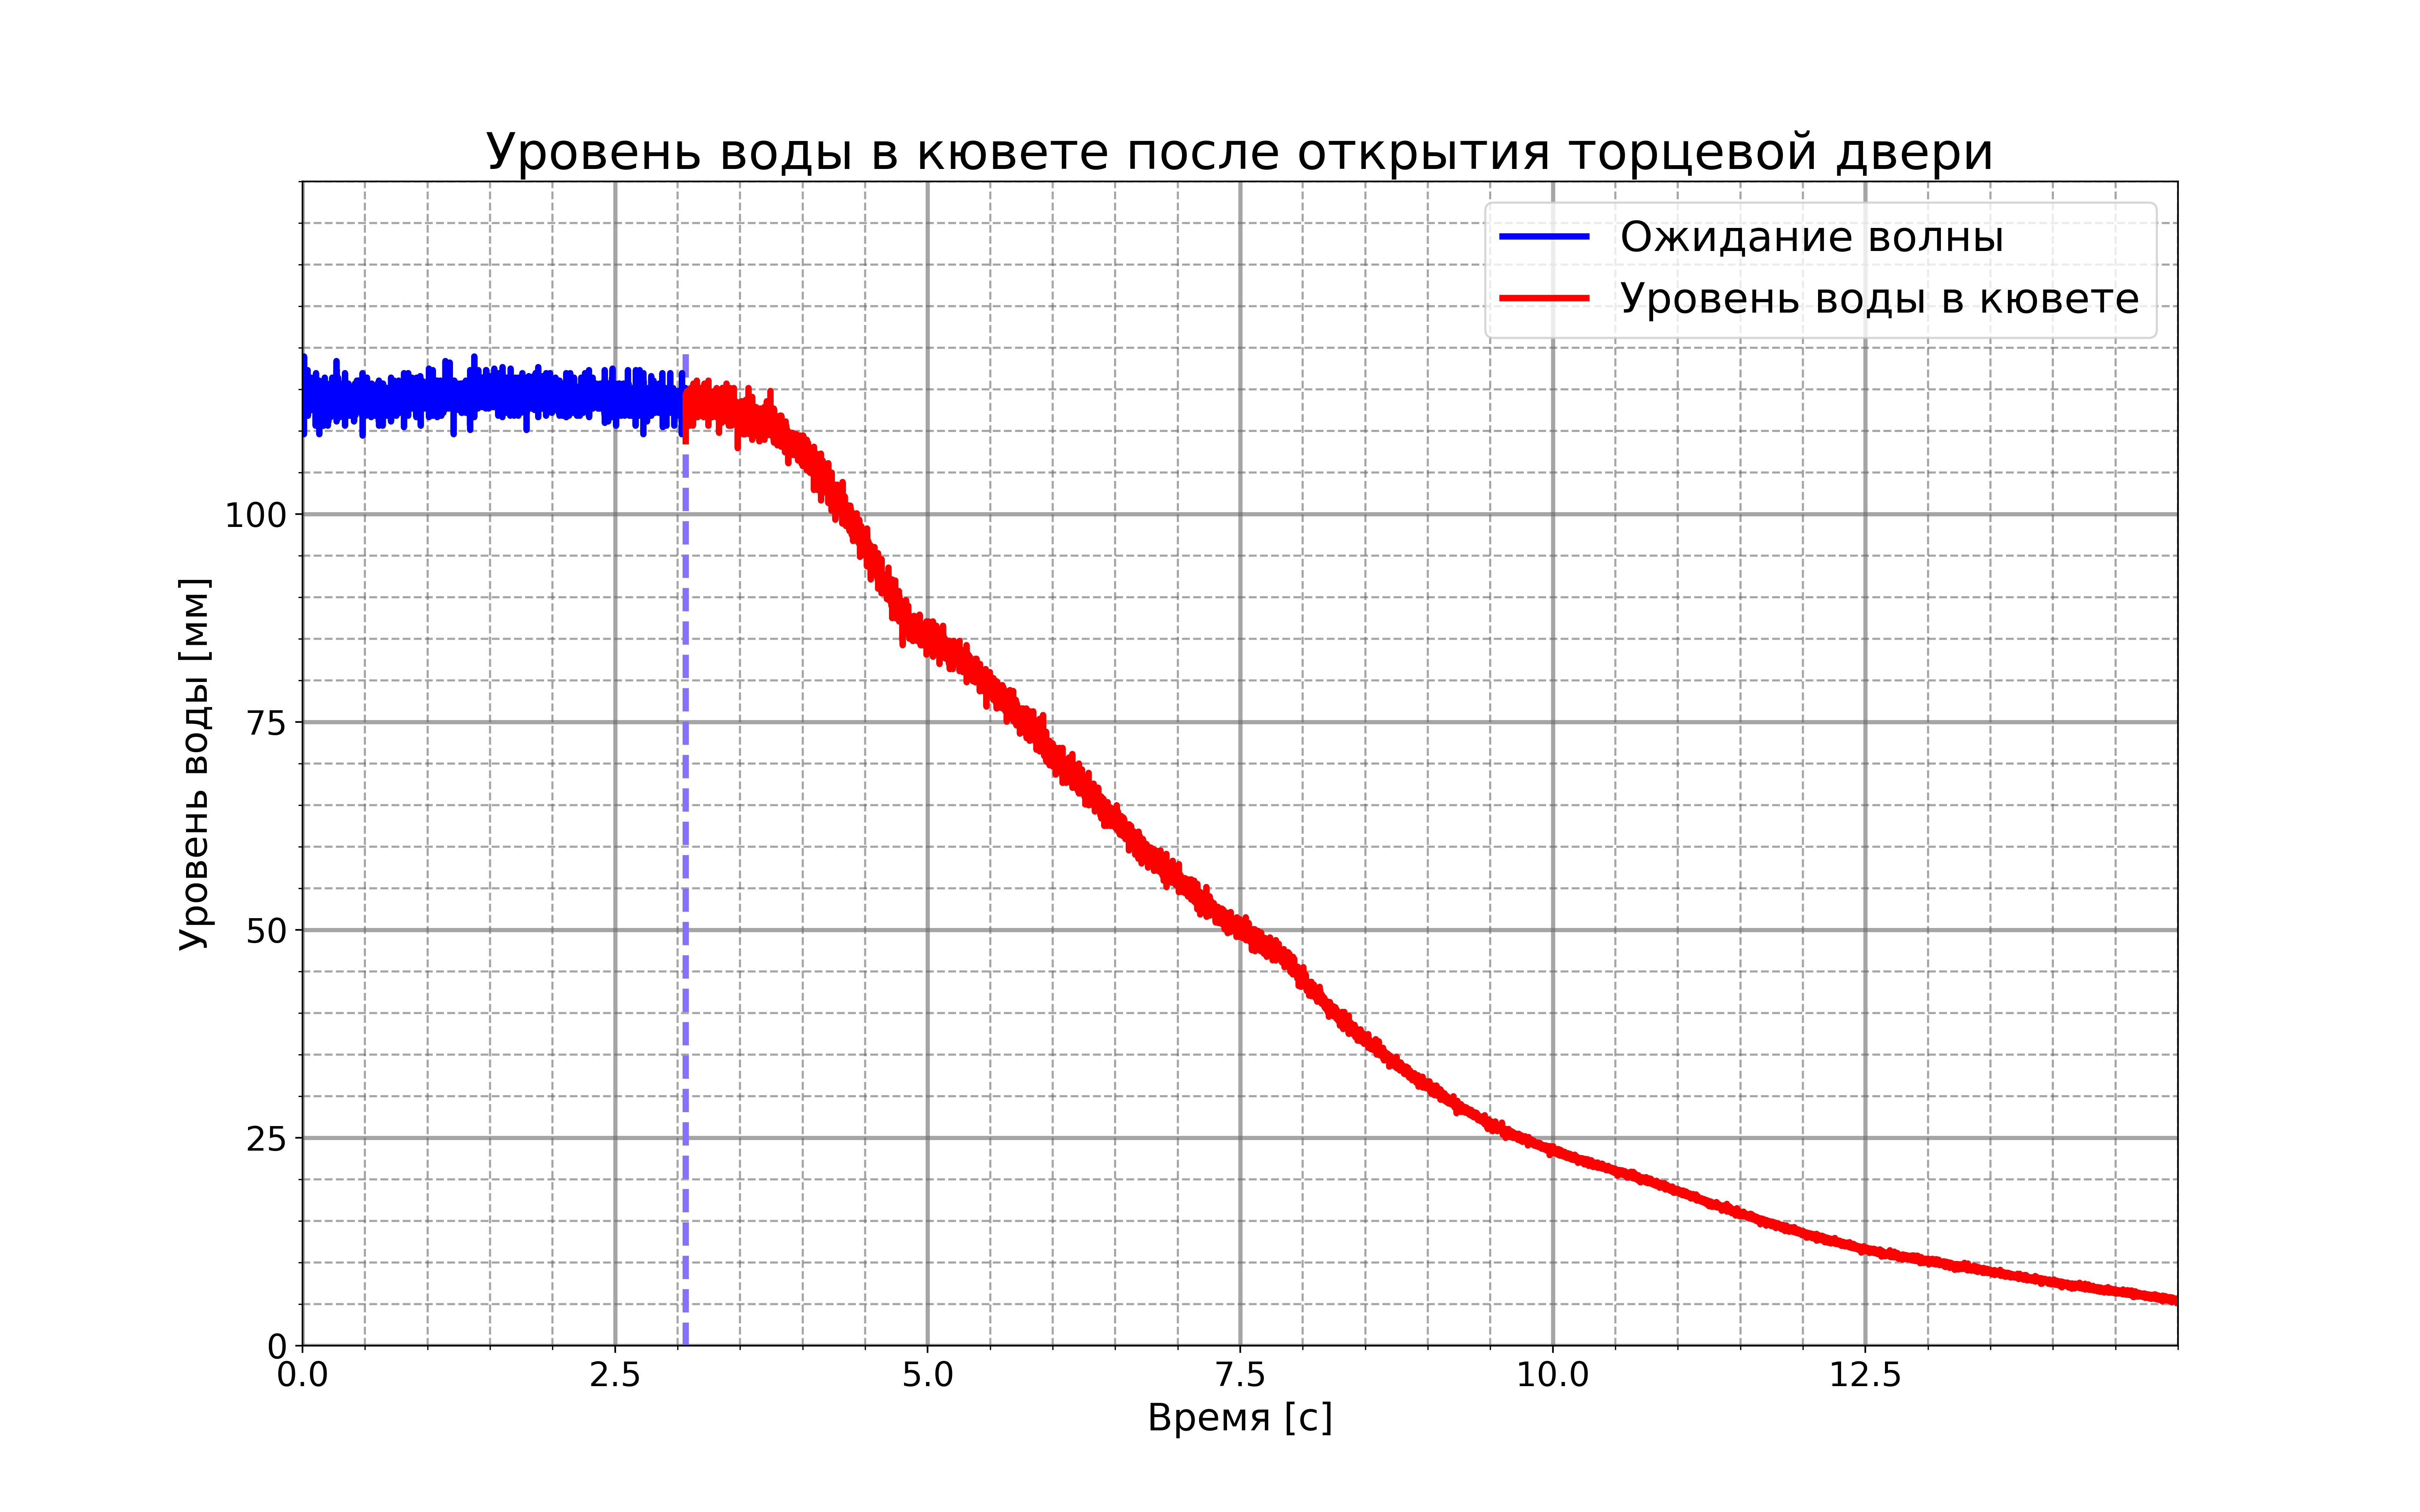 Уровень воды в кювете после открытия торцевой двери
Ожидание волны
Уровень воды в кювете
Уровень воды [мм]
100
75
50
25
0
0.0 2.5 5.0 7.5 10.0 12.5
Время [с]